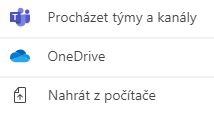 Procházet týmy a kanály
OneDrive
Nahrát z počítače